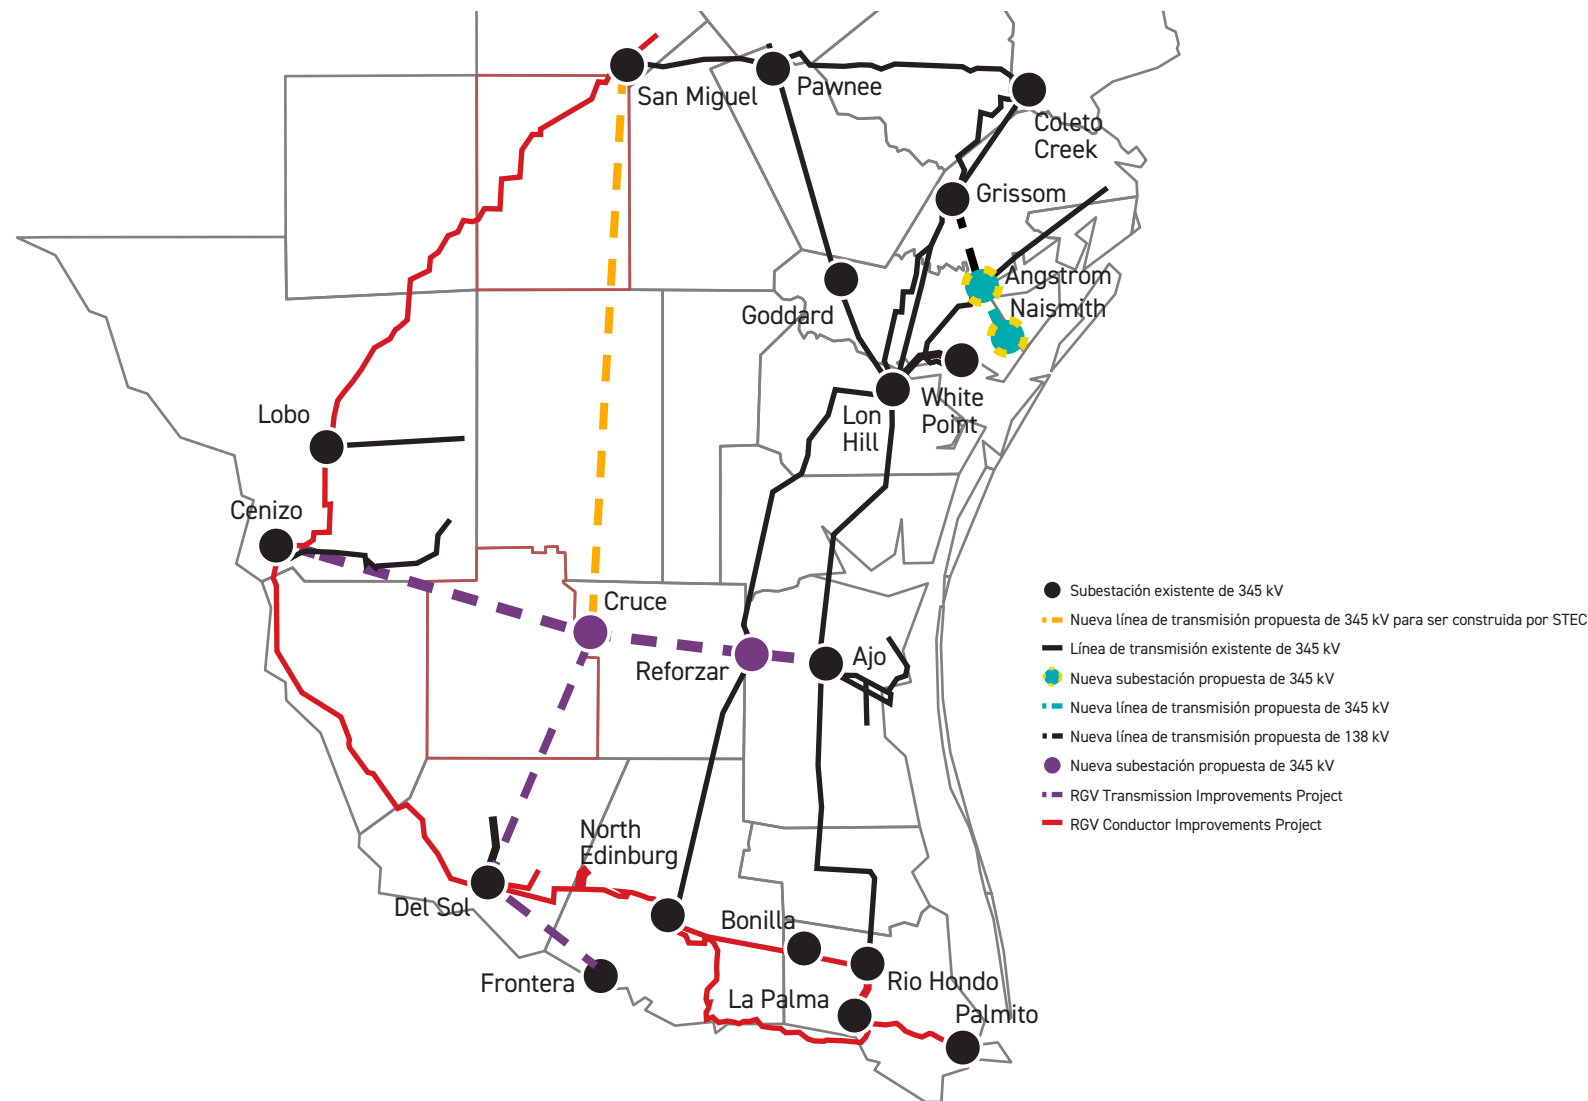 San Miguel
Pawnee
Coleto
Creek
Grissom
Angstrom
Naismith
Goddard
White
Point
Lon
Hill
Lobo
Cenizo
Cruce
Reforzar
Ajo
North
Edinburg
Del Sol
Bonilla
Frontera
Rio Hondo
La Palma
Palmito
Subestación existente de 345 kV
Nueva línea de transmisión propuesta de 345 kV para ser construida por STEC
Línea de transmisión existente de 345 kV
Nueva subestación propuesta de 345 kV
Nueva línea de transmisión propuesta de 345 kV
Nueva línea de transmisión propuesta de 138 kV
Nueva subestación propuesta de 345 kV
RGV Transmission Improvements Project
RGV Conductor Improvements Project